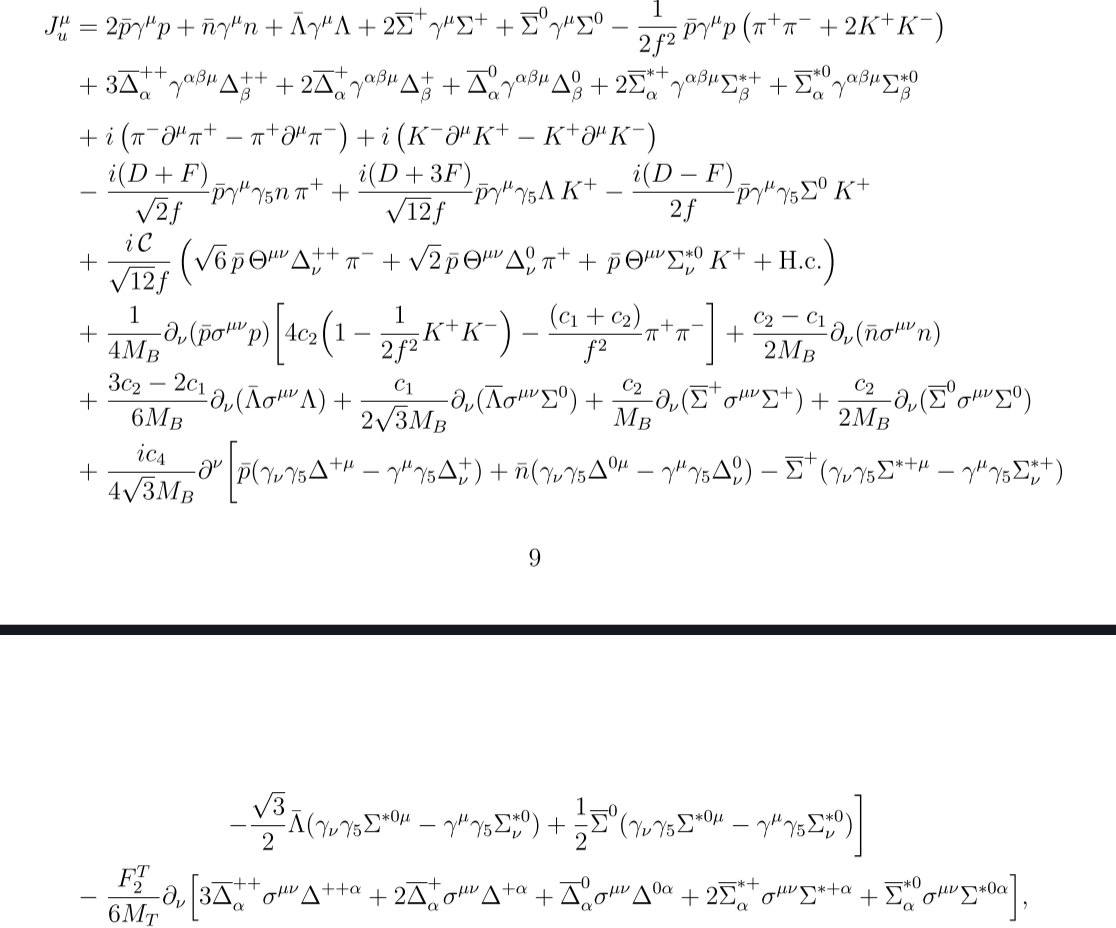 $J_u^\mu = 2\bar{p}\gamma^\mu p + \bar{n}\gamma^\mu n + \bar{\Lambda}\gamma^\mu\Lambda + 2\overline{\Sigma}^+\gamma^\mu\Sigma^+ + \overline{\Sigma}^0\gamma^\mu\Sigma^0 - \frac{1}{2f^2}\,\bar{p}\gamma^\mu p\left(\pi^+\pi^- + 2K^+K^-\right)$
$+ 3\overline{\Delta}_\alpha^{++}\gamma^{\alpha\beta\mu}\Delta_\beta^{++} + 2\overline{\Delta}_\alpha^{+}\gamma^{\alpha\beta\mu}\Delta_\beta^{+} + \overline{\Delta}_\alpha^{0}\gamma^{\alpha\beta\mu}\Delta_\beta^{0} + 2\overline{\Sigma}_\alpha^{*+}\gamma^{\alpha\beta\mu}\Sigma_\beta^{*+} + \overline{\Sigma}_\alpha^{*0}\gamma^{\alpha\beta\mu}\Sigma_\beta^{*0}$
$+ i\left(\pi^-\partial^\mu\pi^+ - \pi^+\partial^\mu\pi^-\right) + i\left(K^-\partial^\mu K^+ - K^+\partial^\mu K^-\right)$
$- \frac{i(D+F)}{\sqrt{2}f}\bar{p}\gamma^\mu\gamma_5 n\,\pi^+ + \frac{i(D+3F)}{\sqrt{12}f}\bar{p}\gamma^\mu\gamma_5\Lambda\,K^+ - \frac{i(D-F)}{2f}\bar{p}\gamma^\mu\gamma_5\Sigma^0\,K^+$
$+ \frac{i\,\mathcal{C}}{\sqrt{12}f}\left(\sqrt{6}\,\bar{p}\,\Theta^{\mu\nu}\Delta_\nu^{++}\,\pi^- + \sqrt{2}\,\bar{p}\,\Theta^{\mu\nu}\Delta_\nu^0\,\pi^+ + \bar{p}\,\Theta^{\mu\nu}\Sigma_\nu^{*0}\,K^+ + \text{H.c.}\right)$
$+ \frac{1}{4M_B}\partial_\nu(\bar{p}\sigma^{\mu\nu}p)\left[4c_2\left(1 - \frac{1}{2f^2}K^+K^-\right) - \frac{(c_1+c_2)}{f^2}\pi^+\pi^-\right] + \frac{c_2-c_1}{2M_B}\partial_\nu(\bar{n}\sigma^{\mu\nu}n)$
$+ \frac{3c_2-2c_1}{6M_B}\partial_\nu(\bar{\Lambda}\sigma^{\mu\nu}\Lambda) + \frac{c_1}{2\sqrt{3}M_B}\partial_\nu(\overline{\Lambda}\sigma^{\mu\nu}\Sigma^0) + \frac{c_2}{M_B}\partial_\nu(\overline{\Sigma}^+\sigma^{\mu\nu}\Sigma^+) + \frac{c_2}{2M_B}\partial_\nu(\overline{\Sigma}^0\sigma^{\mu\nu}\Sigma^0)$
$+ \frac{ic_4}{4\sqrt{3}M_B}\partial^\nu\Big[\bar{p}(\gamma_\nu\gamma_5\Delta^{+\mu} - \gamma^\mu\gamma_5\Delta_\nu^+) + \bar{n}(\gamma_\nu\gamma_5\Delta^{0\mu} - \gamma^\mu\gamma_5\Delta_\nu^0) - \overline{\Sigma}^+(\gamma_\nu\gamma_5\Sigma^{*+\mu} - \gamma^\mu\gamma_5\Sigma_\nu^{*+})$
9
$-\frac{\sqrt{3}}{2}\bar{\Lambda}(\gamma_\nu\gamma_5\Sigma^{*0\mu} - \gamma^\mu\gamma_5\Sigma_\nu^{*0}) + \frac{1}{2}\overline{\Sigma}^0(\gamma_\nu\gamma_5\Sigma^{*0\mu} - \gamma^\mu\gamma_5\Sigma_\nu^{*0})\Big]$
$- \frac{F_2^T}{6M_T}\partial_\nu\Big[3\overline{\Delta}_\alpha^{++}\sigma^{\mu\nu}\Delta^{++\alpha} + 2\overline{\Delta}_\alpha^{+}\sigma^{\mu\nu}\Delta^{+\alpha} + \overline{\Delta}_\alpha^{0}\sigma^{\mu\nu}\Delta^{0\alpha} + 2\overline{\Sigma}_\alpha^{*+}\sigma^{\mu\nu}\Sigma^{*+\alpha} + \overline{\Sigma}_\alpha^{*0}\sigma^{\mu\nu}\Sigma^{*0\alpha}\Big],$